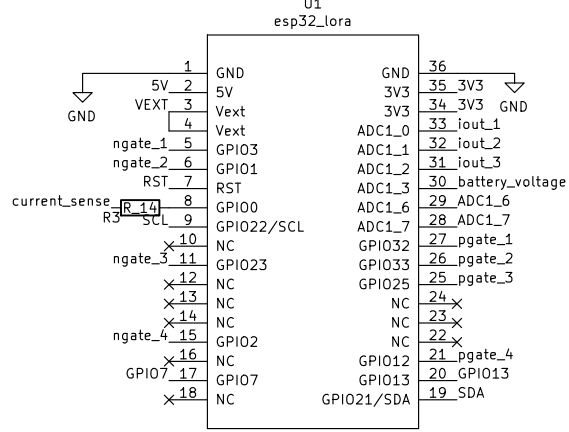 U1
esp32_lora
1 GND GND 36
5V 2 5V 3V3 35 3V3
VEXT 3 Vext 3V3 34 3V3
GND GND
4 Vext ADC1_0 33 iout_1
ngate_1 5 GPIO3 ADC1_1 32 iout_2
ngate_2 6 GPIO1 ADC1_2 31 iout_3
RST 7 RST ADC1_3 30 battery_voltage
current_sense R_14 8 GPIO0 ADC1_6 29 ADC1_6
R3 SCL 9 GPIO22/SCL ADC1_7 28 ADC1_7
10 NC GPIO32 27 pgate_1
ngate_3 11 GPIO23 GPIO33 26 pgate_2
12 NC GPIO25 25 pgate_3
13 NC NC 24
14 NC NC 23
ngate_4 15 GPIO2 NC 22
16 NC GPIO12 21 pgate_4
GPIO7 17 GPIO7 GPIO13 20 GPIO13
18 NC GPIO21/SDA 19 SDA